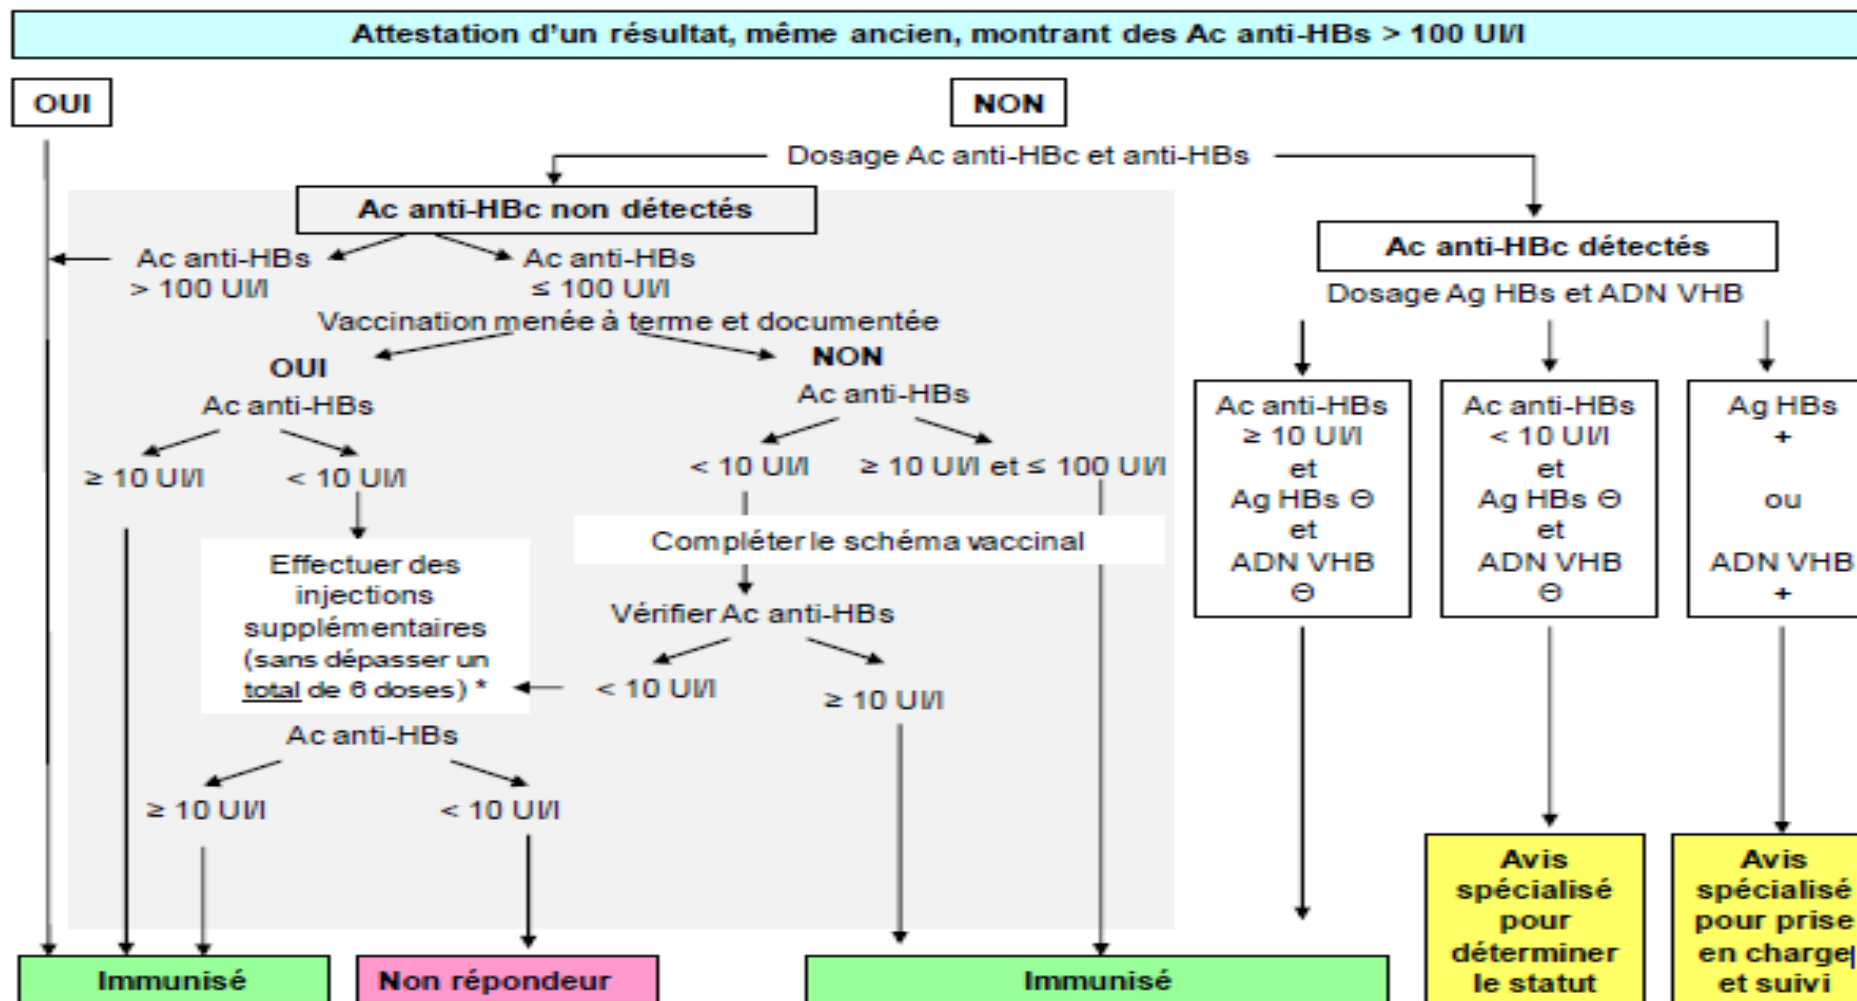 Attestation d'un résultat, même ancien, montrant des Ac anti-HBs > 100 UI/l
OUI
NON
Dosage Ac anti-HBc et anti-HBs
Ac anti-HBc non détectés
Ac anti-HBs
> 100 UI/l
Ac anti-HBs
≤ 100 UI/l
Vaccination menée à terme et documentée
OUI
Ac anti-HBs
≥ 10 UI/l
< 10 UI/l
Effectuer des
injections
supplémentaires
(sans dépasser un
total de 6 doses) *
Ac anti-HBs
≥ 10 UI/l
< 10 UI/l
NON
Ac anti-HBs
< 10 UI/l
≥ 10 UI/l et ≤ 100 UI/l
Compléter le schéma vaccinal
Vérifier Ac anti-HBs
< 10 UI/l
≥ 10 UI/l
Ac anti-HBc détectés
Dosage Ag HBs et ADN VHB
Ac anti-HBs
≥ 10 UI/l
et
Ag HBs Θ
et
ADN VHB
Θ
Ac anti-HBs
< 10 UI/l
et
Ag HBs Θ
et
ADN VHB
Θ
Ag HBs
+
ou
ADN VHB
+
Immunisé
Non répondeur
Immunisé
Avis
spécialisé
pour
déterminer
le statut
Avis
spécialisé
pour prise
en charge
et suivi